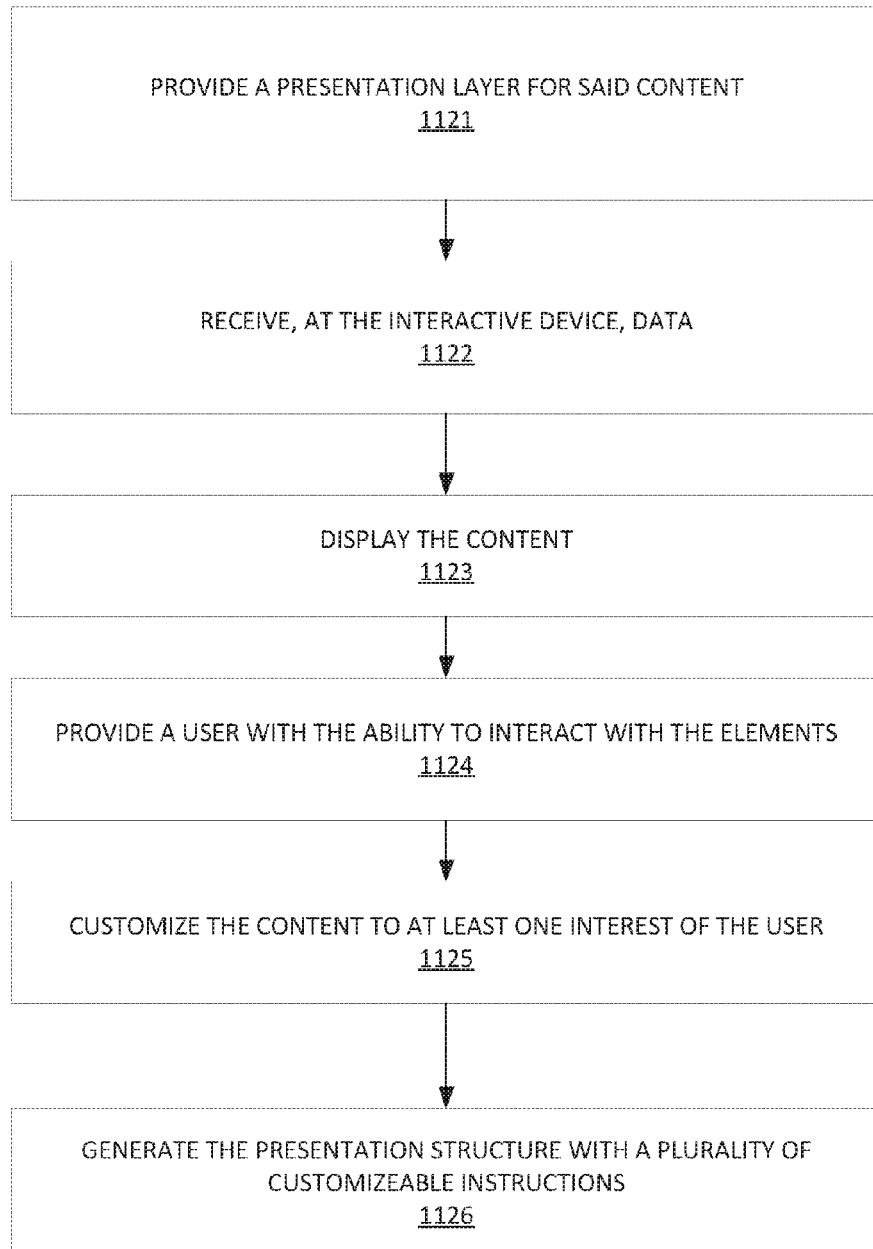 PROVIDE A PRESENTATION LAYER FOR SAID CONTENT
1121
RECEIVE, AT THE INTERACTIVE DEVICE, DATA
1122
DISPLAY THE CONTENT
1123
PROVIDE A USER WITH THE ABILITY TO INTERACT WITH THE ELEMENTS
1124
CUSTOMIZE THE CONTENT TO AT LEAST ONE INTEREST OF THE USER
1125
GENERATE THE PRESENTATION STRUCTURE WITH A PLURALITY OF
CUSTOMIZEABLE INSTRUCTIONS
1126